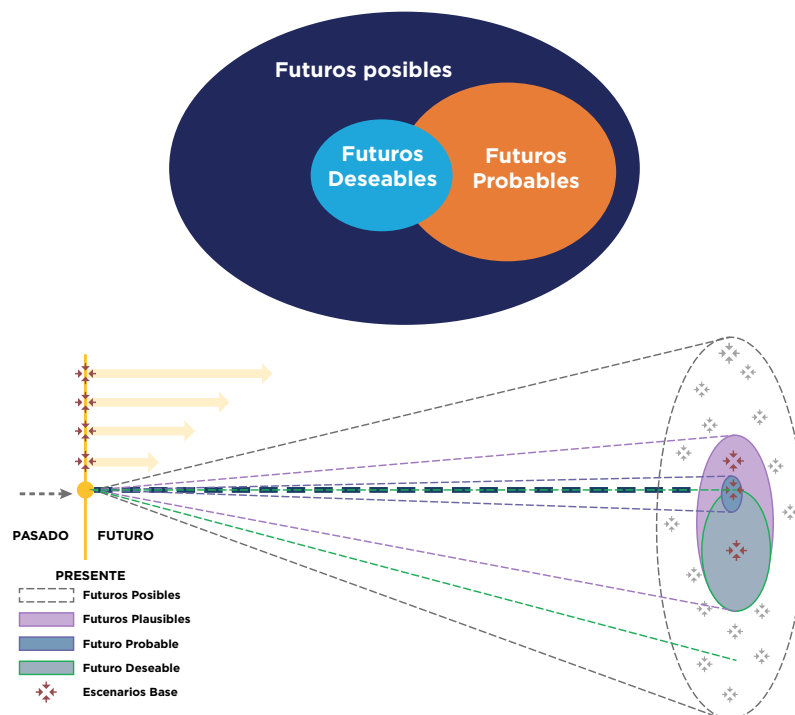 Futuros posibles
Futuros
Deseables
Futuros
Probables
PASADO
FUTURO
PRESENTE
Futuros Posibles
Futuros Plausibles
Futuro Probable
Futuro Deseable
Escenarios Base